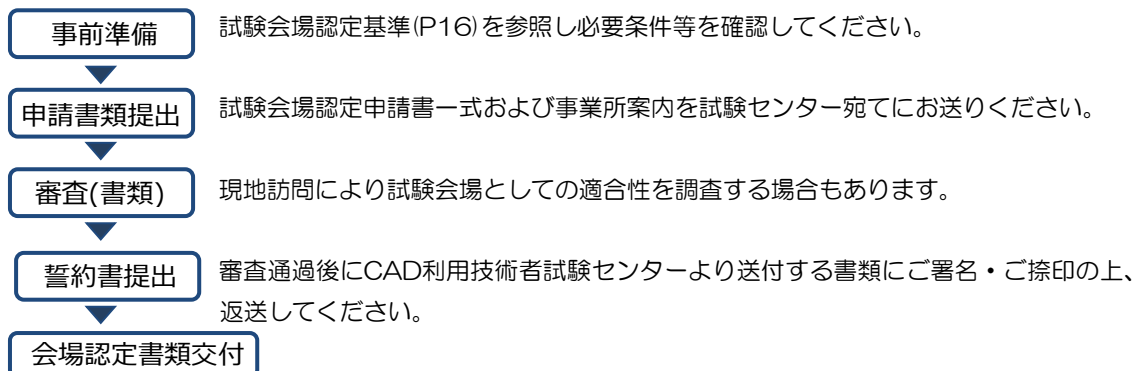 事前準備 試験会場認定基準(P16)を参照し必要条件等を確認してください。
申請書類提出 試験会場認定申請書一式および事業所案内を試験センター宛てにお送りください。
審査(書類) 現地訪問により試験会場としての適合性を調査する場合もあります。
誓約書提出 審査通過後にCAD利用技術者試験センターより送付する書類にご署名・ご捺印の上、
返送してください。
会場認定書類交付